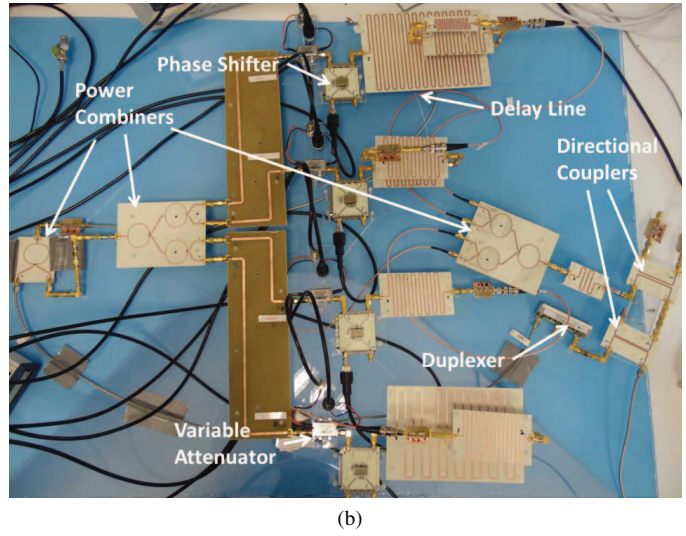 Phase Shifter
Power
Combiners
Delay Line
Directional
Couplers
Duplexer
Variable
Attenuator
(b)